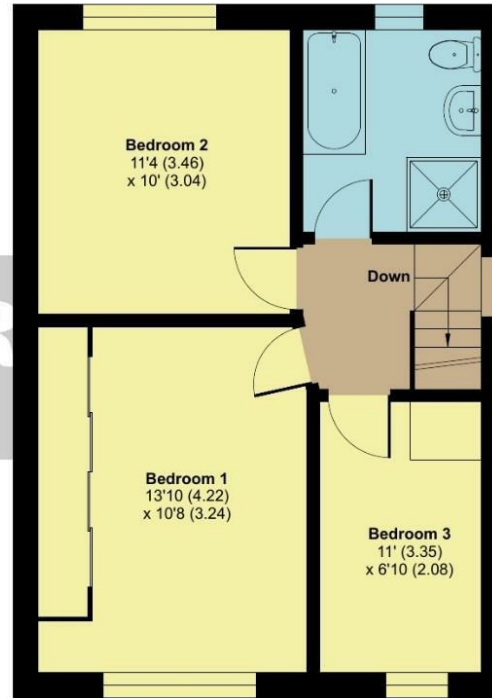 Bedroom 2
11'4 (3.46)
x 10' (3.04)
Down
Bedroom 1
13'10 (4.22)
x 10'8 (3.24)
Bedroom 3
11' (3.35)
x 6'10 (2.08)